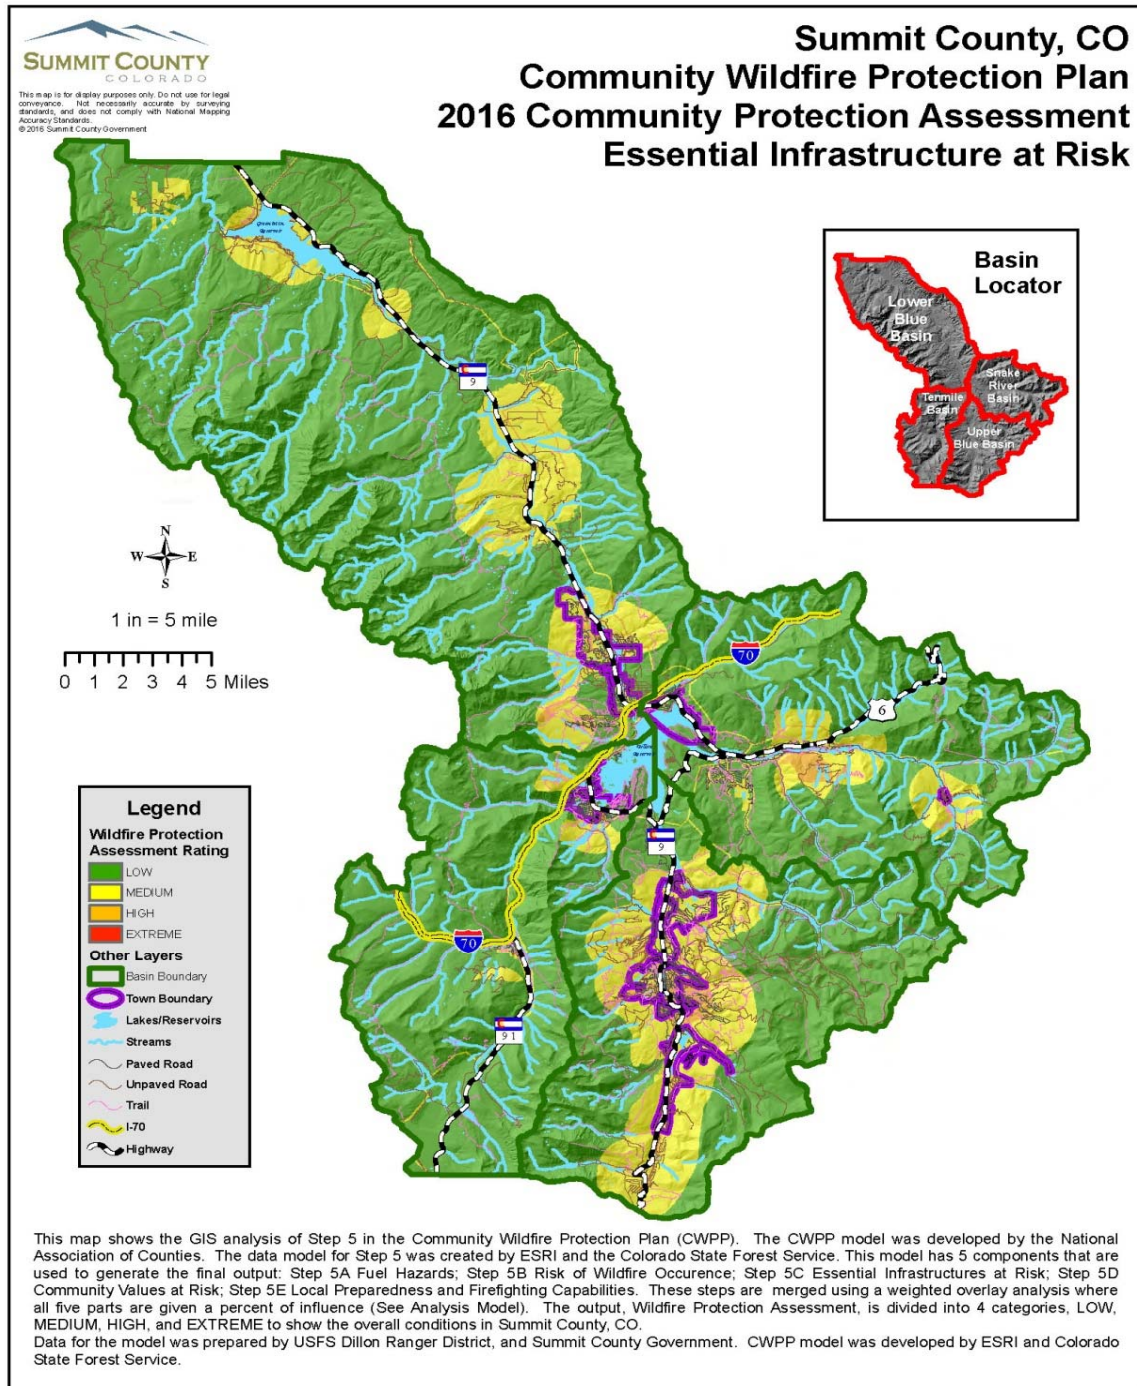 SUMMIT COUNTY
COLORADO
This map is for display purposes only. Do not use for legal
conveyance. Not necessarily accurate by surveying
standards, and does not comply with National Mapping
Accuracy Standards.
© 2016 Summit County Government
Summit County, CO
Community Wildfire Protection Plan
2016 Community Protection Assessment
Essential Infrastructure at Risk
Basin
Locator
Lower
Blue
Basin
Snake
River
Basin
Tenmile
Basin
Upper
Blue Basin
Green Mtn
Reservoir
9
N
W E
S
1 in = 5 mile
0 1 2 3 4 5 Miles
70
6
Dillon
Reservoir
9
70
91
Legend
Wildfire Protection
Assessment Rating
LOW
MEDIUM
HIGH
EXTREME
Other Layers
Basin Boundary
Town Boundary
Lakes/Reservoirs
Streams
Paved Road
Unpaved Road
Trail
I-70
Highway
This map shows the GIS analysis of Step 5 in the Community Wildfire Protection Plan (CWPP). The CWPP model was developed by the National
Association of Counties. The data model for Step 5 was created by ESRI and the Colorado State Forest Service. This model has 5 components that are
used to generate the final output: Step 5A Fuel Hazards; Step 5B Risk of Wildfire Occurence; Step 5C Essential Infrastructures at Risk; Step 5D
Community Values at Risk; Step 5E Local Preparedness and Firefighting Capabilities. These steps are merged using a weighted overlay analysis where
all five parts are given a percent of influence (See Analysis Model). The output, Wildfire Protection Assessment, is divided into 4 categories, LOW,
MEDIUM, HIGH, and EXTREME to show the overall conditions in Summit County, CO.
Data for the model was prepared by USFS Dillon Ranger District, and Summit County Government. CWPP model was developed by ESRI and Colorado
State Forest Service.